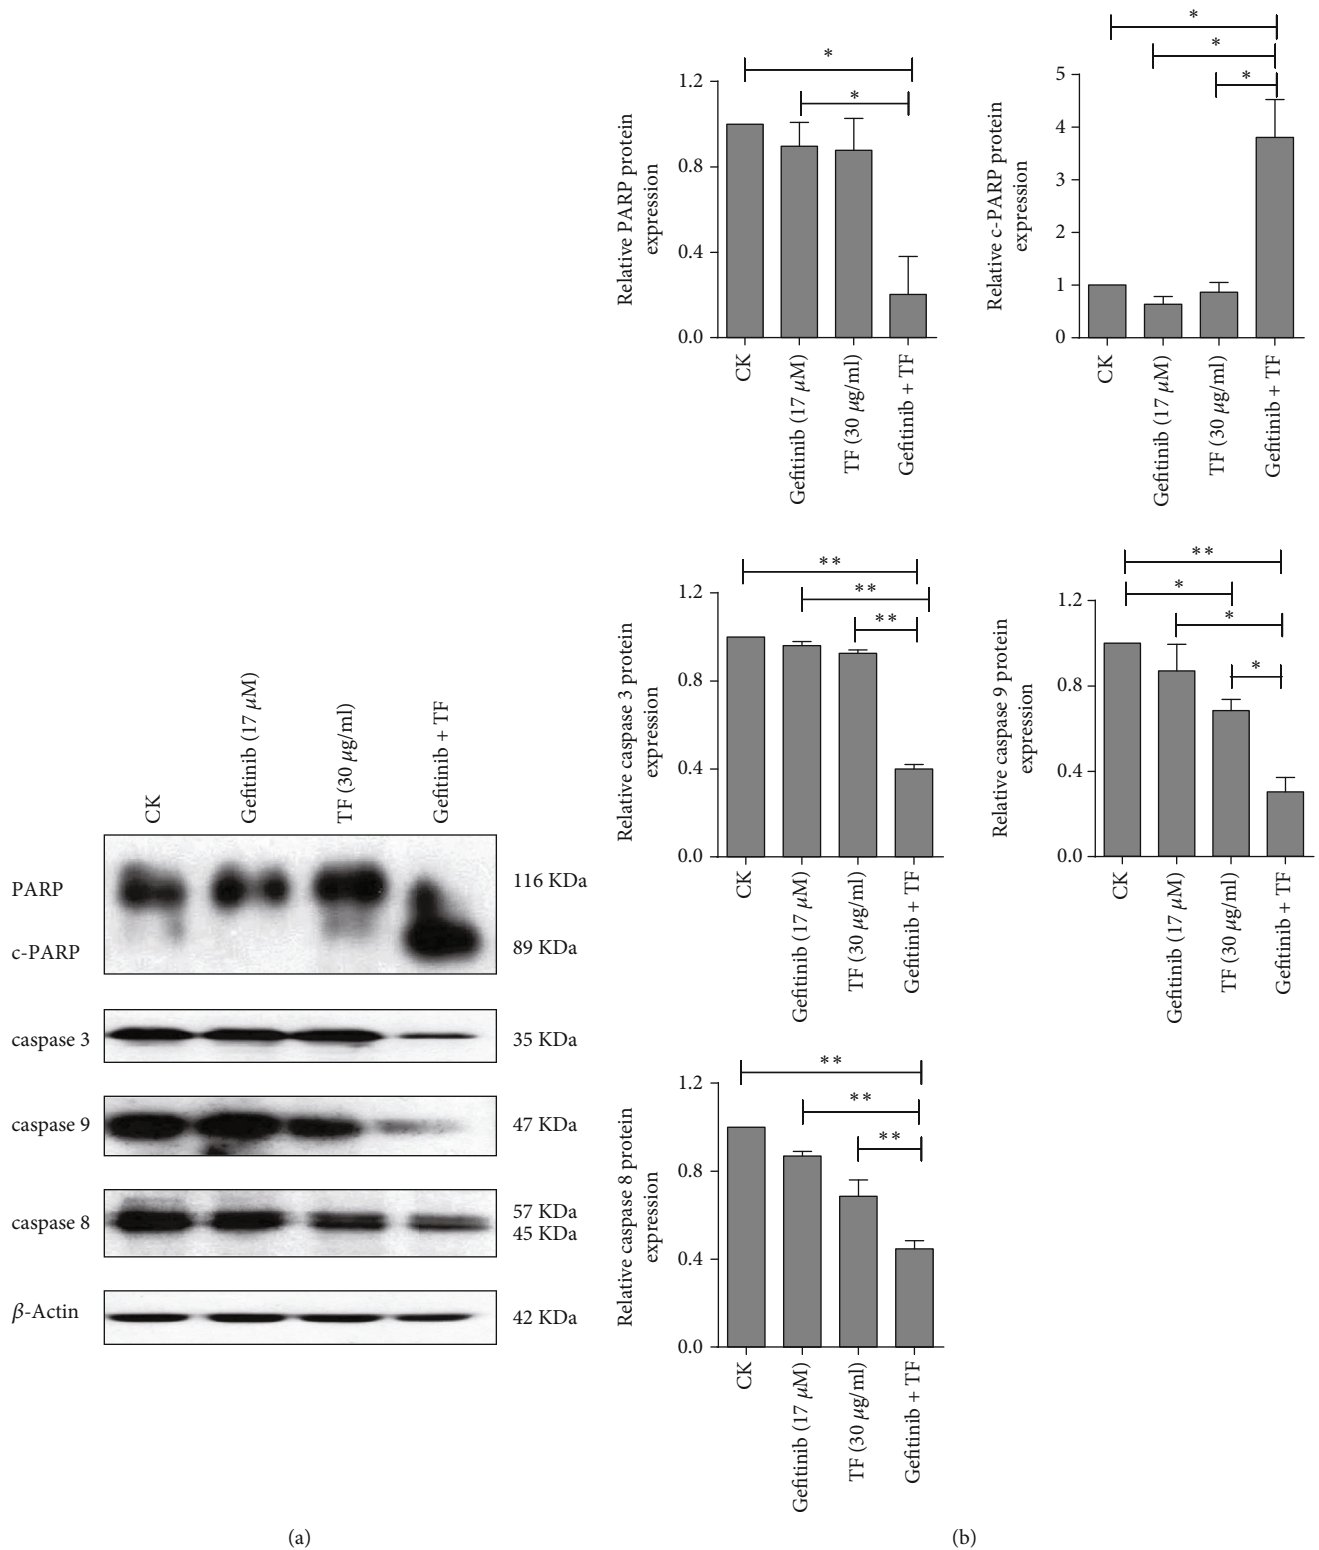 CK
Gefitinib (17 μM)
TF (30 μg/ml)
Gefitinib + TF
PARP
116 KDa
c-PARP
89 KDa
caspase 3
35 KDa
caspase 9
47 KDa
caspase 8
57 KDa
45 KDa
β-Actin
42 KDa
(a)
*
*
Relative PARP protein
expression
1.2
0.8
0.4
0.0
CK
Gefitinib (17 μM)
TF (30 μg/ml)
Gefitinib + TF
*
*
*
Relative c-PARP protein
expression
5
4
3
2
1
0
CK
Gefitinib (17 μM)
TF (30 μg/ml)
Gefitinib + TF
**
**
**
Relative caspase 3 protein
expression
1.2
0.8
0.4
0.0
CK
Gefitinib (17 μM)
TF (30 μg/ml)
Gefitinib + TF
**
*
*
*
Relative caspase 9 protein
expression
1.2
0.8
0.4
0.0
CK
Gefitinib (17 μM)
TF (30 μg/ml)
Gefitinib + TF
**
**
**
Relative caspase 8 protein
expression
1.2
0.8
0.4
0.0
CK
Gefitinib (17 μM)
TF (30 μg/ml)
Gefitinib + TF
(b)